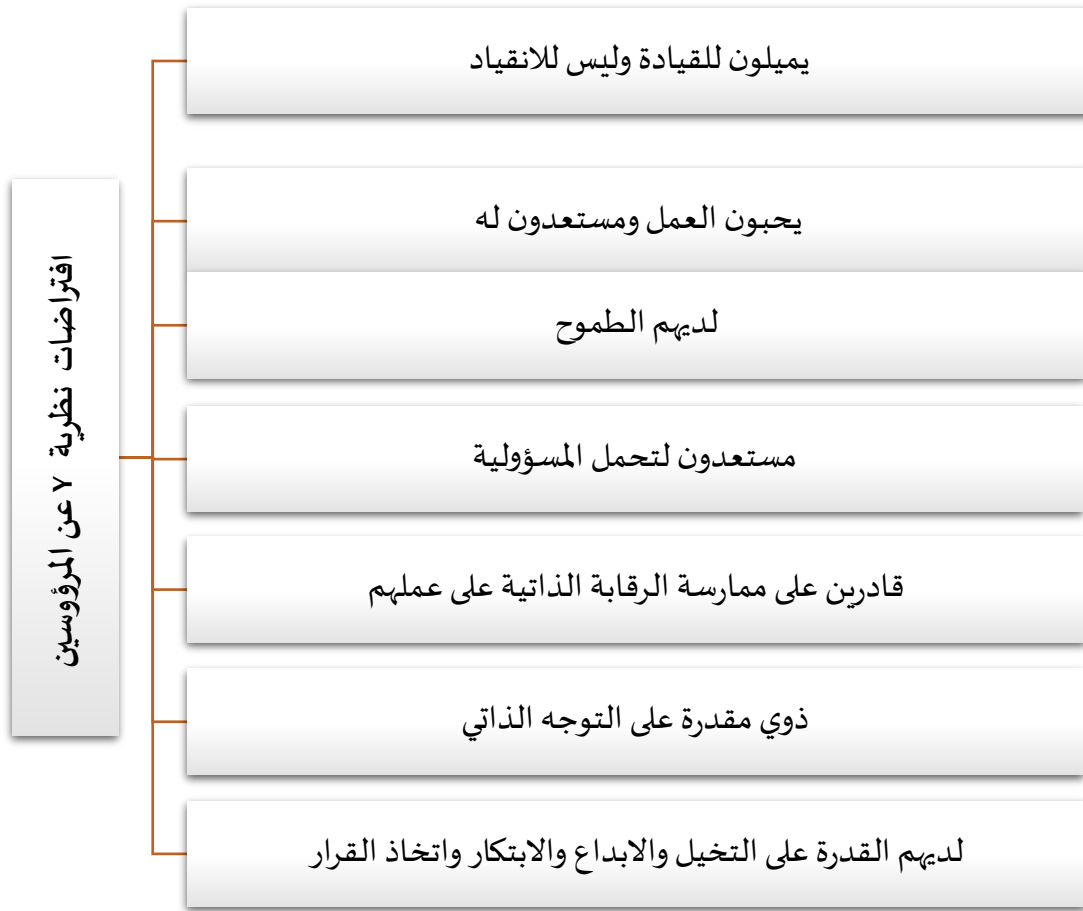 افتراضات نظرية Y عن المرؤوسين
يميلون للقيادة وليس للانقياد
يحبون العمل ومستعدون له
لديهم الطموح
مستعدون لتحمل المسؤولية
قادرين على ممارسة الرقابة الذاتية على عملهم
ذوي مقدرة على التوجه الذاتي
لديهم القدرة على التخيل والابداع والابتكار واتخاذ القرار